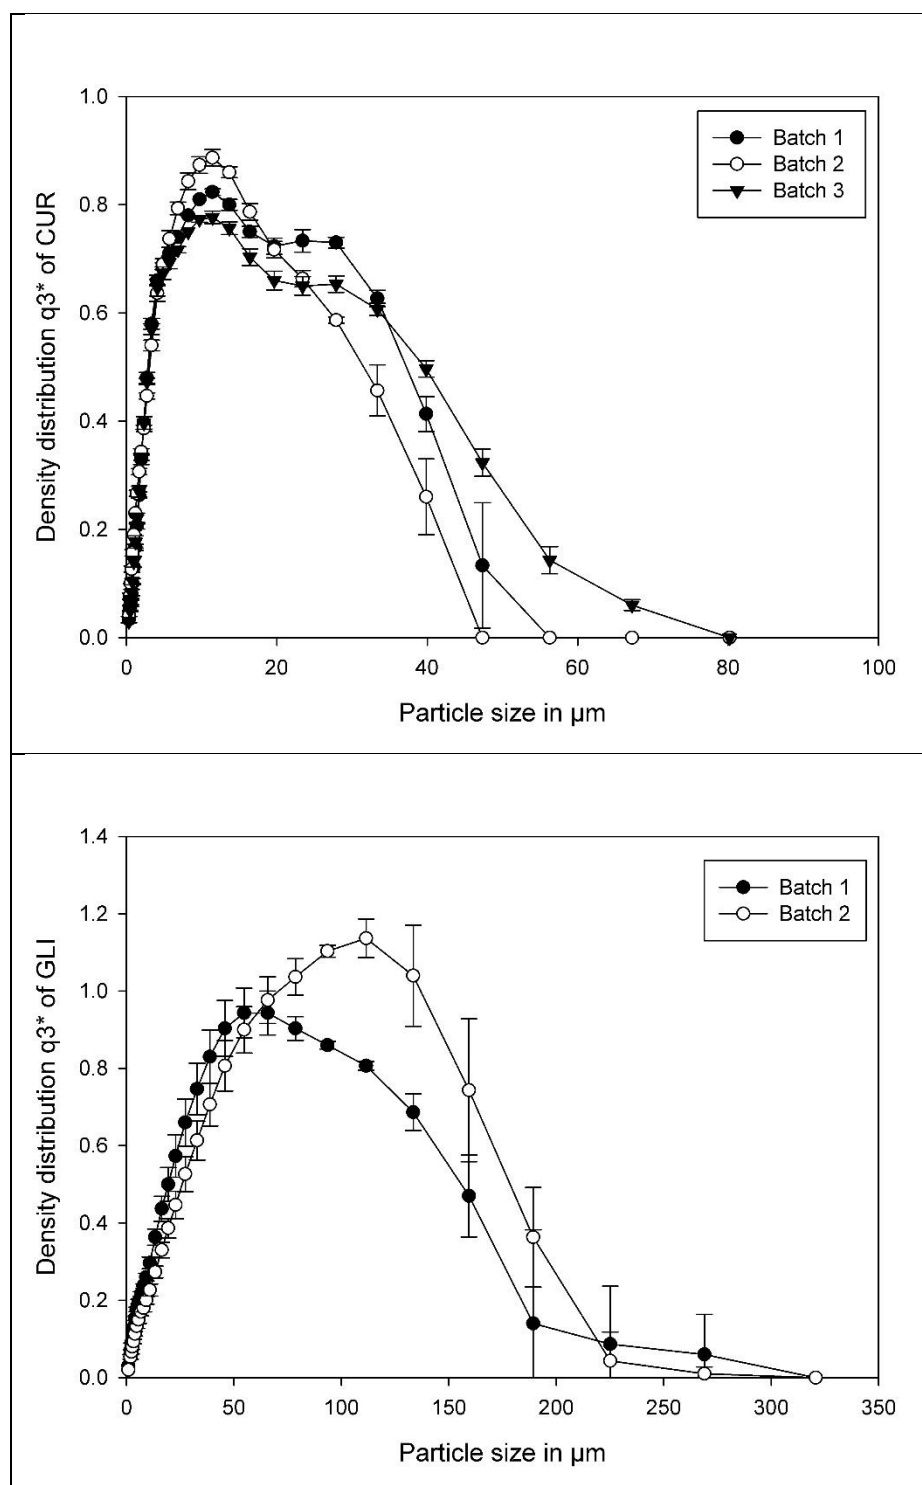 1.0
0.8
0.6
0.4
0.2
0.0
Density distribution q3* of CUR
Batch 1
Batch 2
Batch 3
0 20 40 60 80 100
Particle size in µm
1.4
1.2
1.0
0.8
0.6
0.4
0.2
0.0
Density distribution q3* of GLI
Batch 1
Batch 2
0 50 100 150 200 250 300 350
Particle size in µm